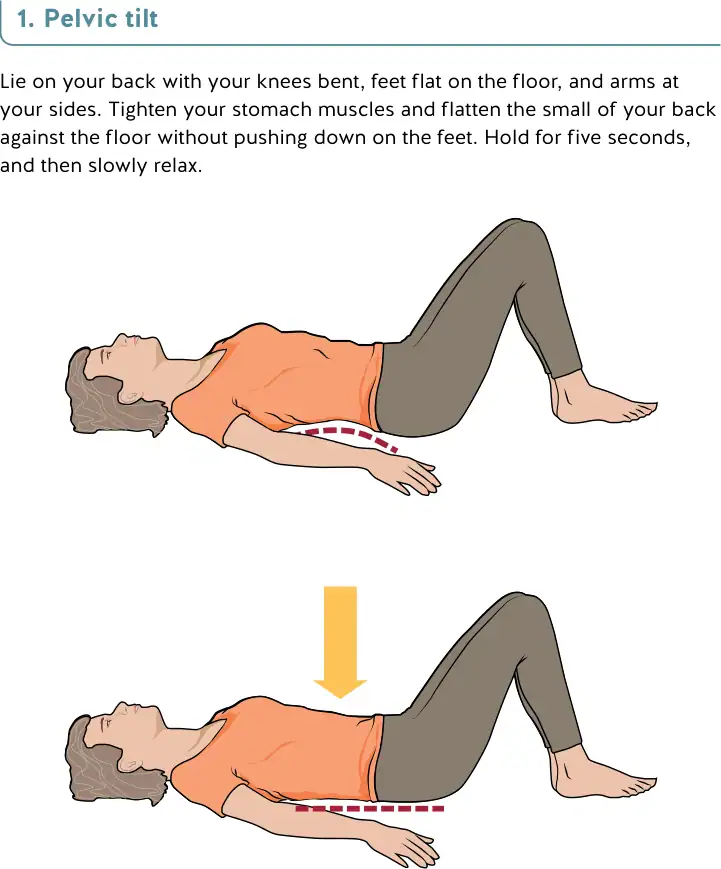 1. Pelvic tilt
Lie on your back with your knees bent, feet flat on the floor, and arms at
your sides. Tighten your stomach muscles and flatten the small of your back
against the floor without pushing down on the feet. Hold for five seconds,
and then slowly relax.